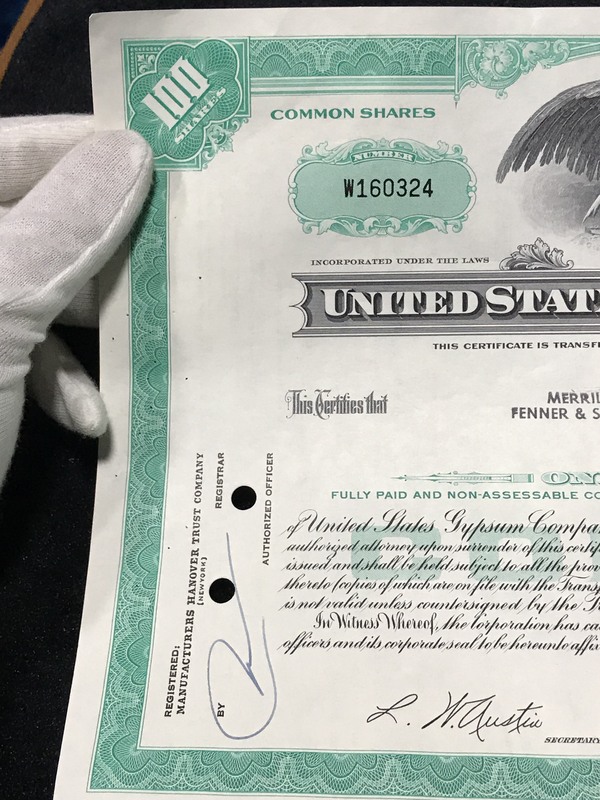 100
SHARES
COMMON SHARES
NUMBER
W160324
INCORPORATED UNDER THE LAWS
UNITED STAT
THIS CERTIFICATE IS TRANSF
This Certifies that
MERRIL
FENNER & S
FULLY PAID AND NON-ASSESSABLE CO
of United States Gypsum Compan
authorized attorney upon surrender of this certif
issued and shall be held subject to all the prov
thereto (copies of which are on file with the Transf
is not valid unless countersigned by the T
In Witness Whereof, the Corporation has ca
officers and its corporate seal to be hereunto affix
REGISTERED:
MANUFACTURERS HANOVER TRUST COMPANY
(NEW YORK)
REGISTRAR
BY
AUTHORIZED OFFICER
L. W. Austin
SECRETARY